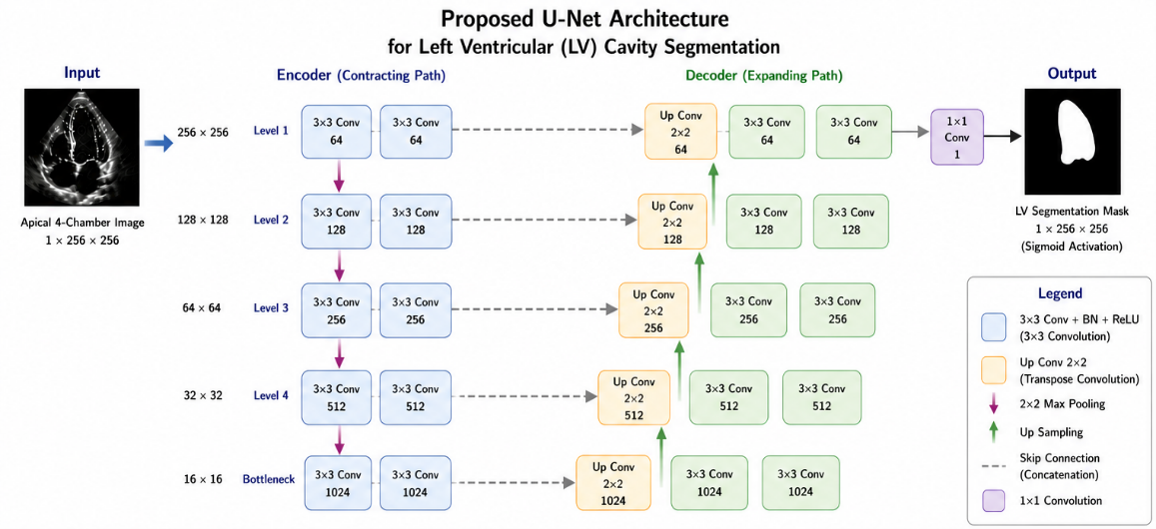 Proposed U-Net Architecture
for Left Ventricular (LV) Cavity Segmentation
Input
Encoder (Contracting Path)
Decoder (Expanding Path)
Output
256 × 256
Level 1
3×3 Conv
64
3×3 Conv
64
Up Conv
2×2
64
3×3 Conv
64
3×3 Conv
64
1×1
Conv
1
Apical 4-Chamber Image
1 × 256 × 256
128 × 128
Level 2
3×3 Conv
128
3×3 Conv
128
Up Conv
2×2
128
3×3 Conv
128
3×3 Conv
128
LV Segmentation Mask
1 × 256 × 256
(Sigmoid Activation)
64 × 64
Level 3
3×3 Conv
256
3×3 Conv
256
Up Conv
2×2
256
3×3 Conv
256
3×3 Conv
256
32 × 32
Level 4
3×3 Conv
512
3×3 Conv
512
Up Conv
2×2
512
3×3 Conv
512
3×3 Conv
512
16 × 16
Bottleneck
3×3 Conv
1024
3×3 Conv
1024
Up Conv
2×2
1024
3×3 Conv
1024
3×3 Conv
1024
Legend
3×3 Conv + BN + ReLU
(3×3 Convolution)
Up Conv 2×2
(Transpose Convolution)
2×2 Max Pooling
Up Sampling
Skip Connection
(Concatenation)
1×1 Convolution